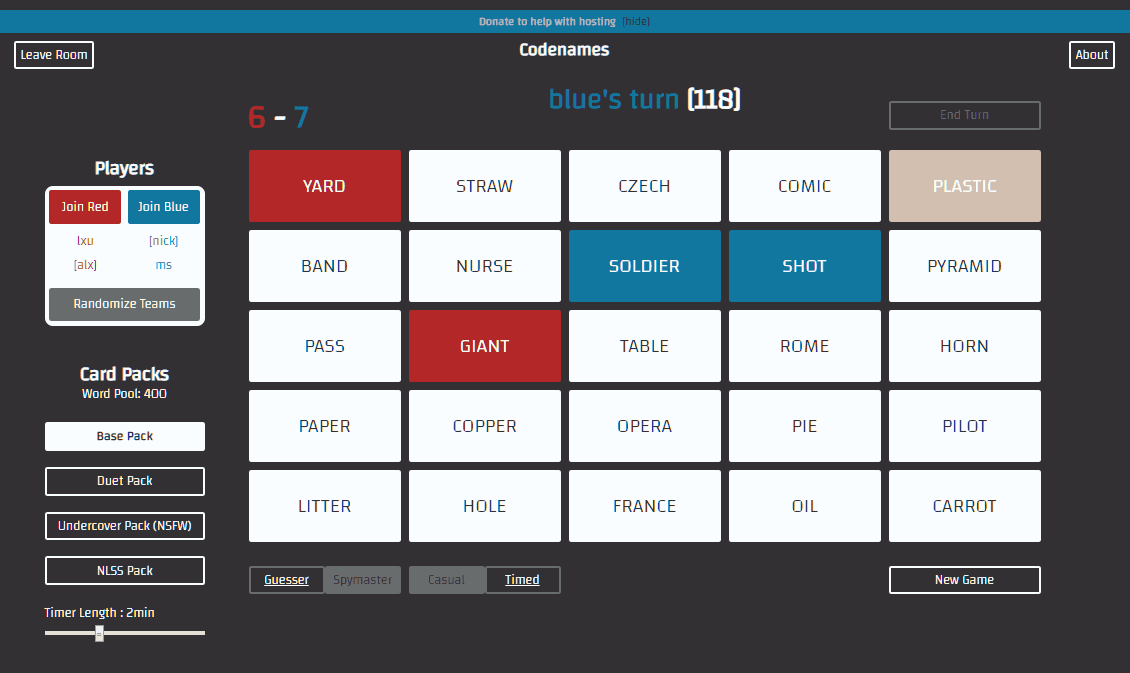 Donate to help with hosting [hide]
Leave Room
Codenames
About
6 - 7
blue's turn [118]
End Turn
Players
Join Red Join Blue
lxu [nick]
[alx] ms
Randomize Teams
Card Packs
Word Pool: 400
Base Pack
Duet Pack
Undercover Pack (NSFW)
NLSS Pack
Timer Length : 2min
YARD STRAW CZECH COMIC PLASTIC
BAND NURSE SOLDIER SHOT PYRAMID
PASS GIANT TABLE ROME HORN
PAPER COPPER OPERA PIE PILOT
LITTER HOLE FRANCE OIL CARROT
Guesser Spymaster Casual Timed New Game